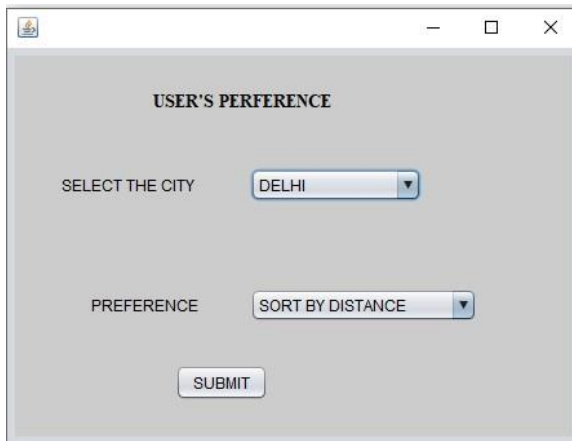 USER'S PERFERENCE
SELECT THE CITY DELHI
PREFERENCE SORT BY DISTANCE
SUBMIT